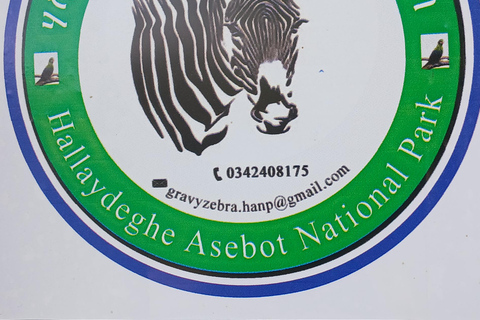 0342408175
gravyzebra.hanp@gmail.com
Hallaydeghe Asebot National Park